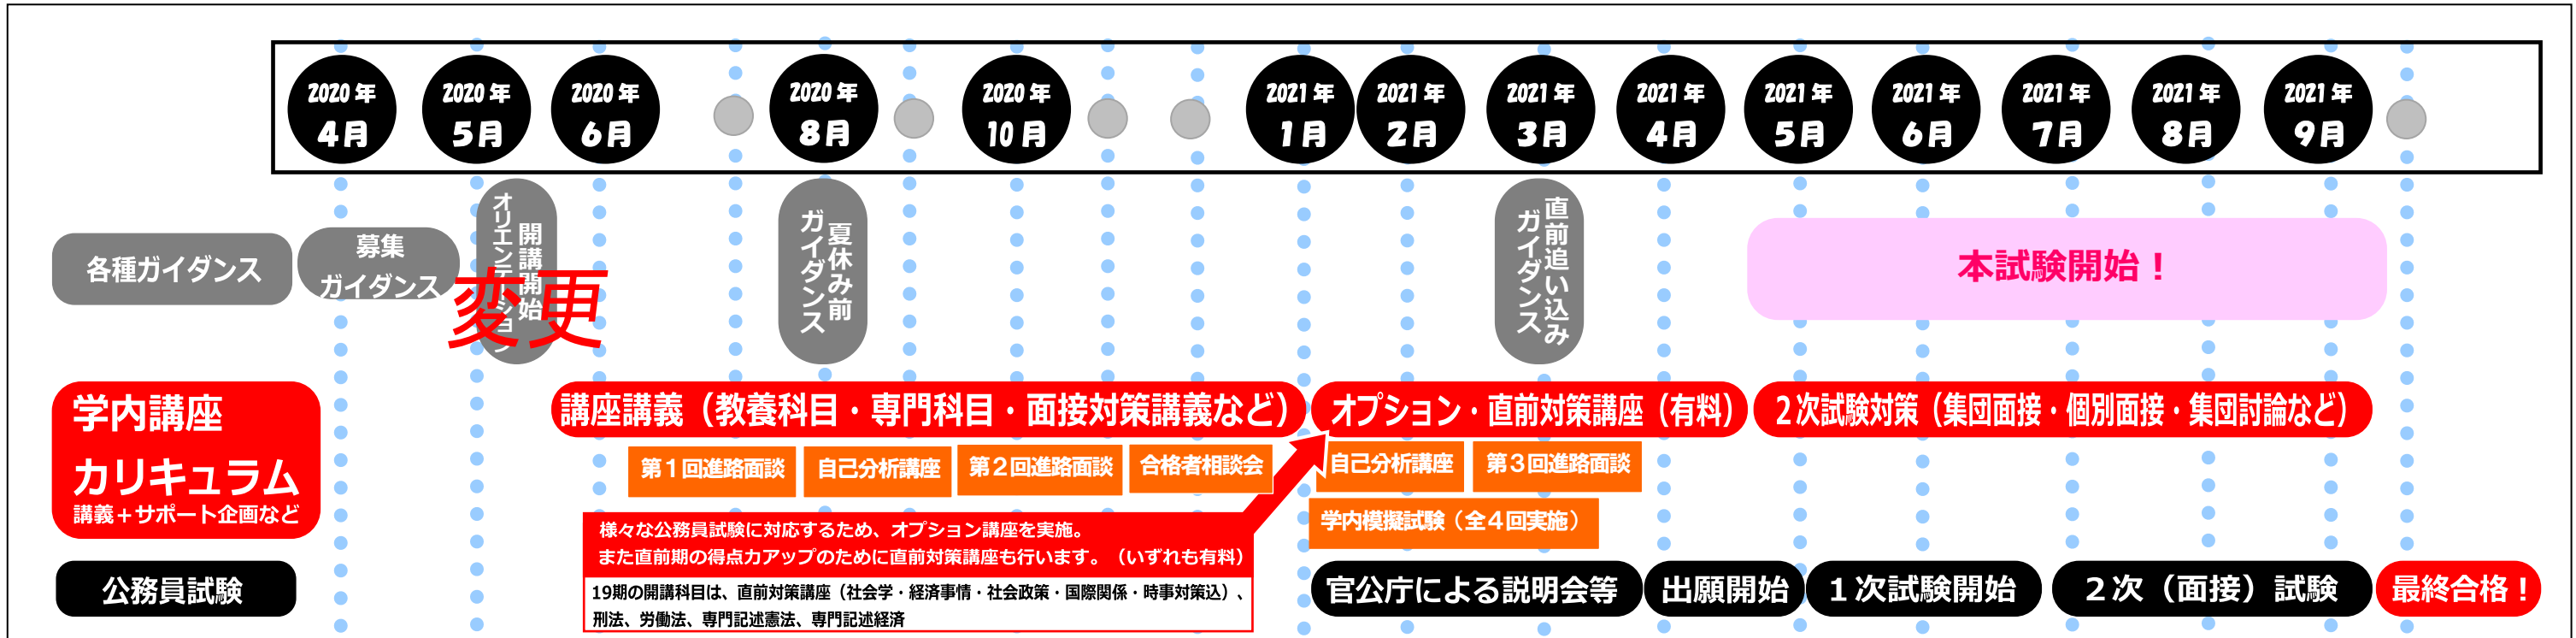 2020年
4月
2020年
5月
2020年
6月
2020年
8月
2020年
10月
2021年
1月
2021年
2月
2021年
3月
2021年
4月
2021年
5月
2021年
6月
2021年
7月
2021年
8月
2021年
9月
各種ガイダンス
募集
ガイダンス
開講開始
オリエンテーション
変更
夏休み前
ガイダンス
直前追い込み
ガイダンス
本試験開始！
学内講座
カリキュラム
講義＋サポート企画など
講座講義（教養科目・専門科目・面接対策講義など）
オプション・直前対策講座（有料）
２次試験対策（集団面接・個別面接・集団討論など）
第１回進路面談
自己分析講座
第２回進路面談
合格者相談会
自己分析講座
第３回進路面談
学内模擬試験（全４回実施）
様々な公務員試験に対応するため、オプション講座を実施。
また直前期の得点力アップのために直前対策講座も行います。（いずれも有料）
19期の開講科目は、直前対策講座（社会学・経済事情・社会政策・国際関係・時事対策込）、
刑法、労働法、専門記述憲法、専門記述経済
公務員試験
官公庁による説明会等
出願開始
１次試験開始
２次（面接）試験
最終合格！